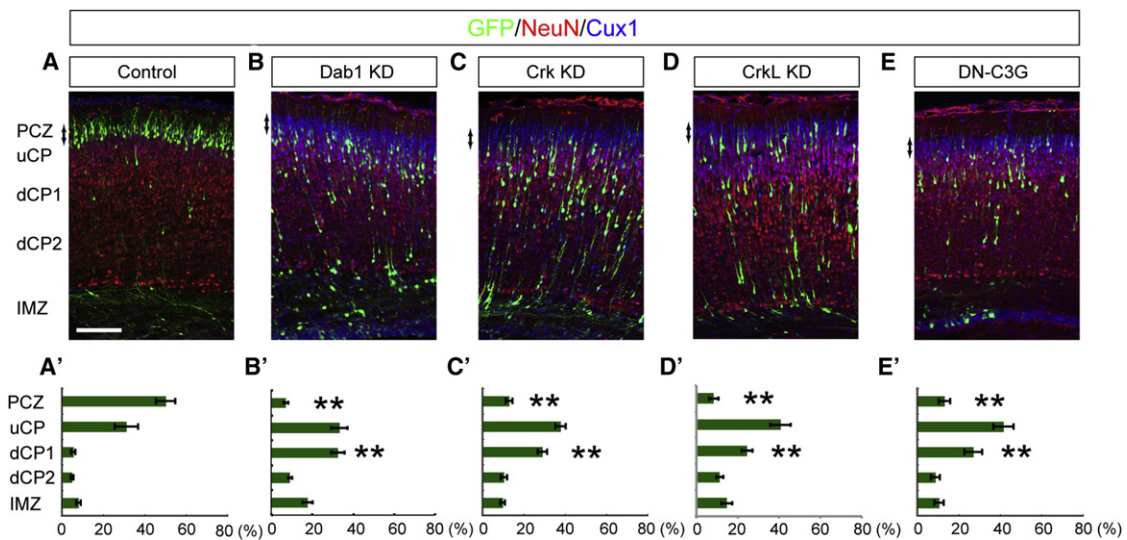 GFP/NeuN/Cux1
A Control
B Dab1 KD
C Crk KD
D CrkL KD
E DN-C3G
PCZ
uCP
dCP1
dCP2
IMZ
A'
B'
C'
D'
E'
PCZ ** ** ** **
uCP
dCP1 ** ** ** **
dCP2
IMZ
0 20 40 60 80 (%)
0 20 40 60 80 (%)
0 20 40 60 80 (%)
0 20 40 60 80 (%)
0 20 40 60 80 (%)